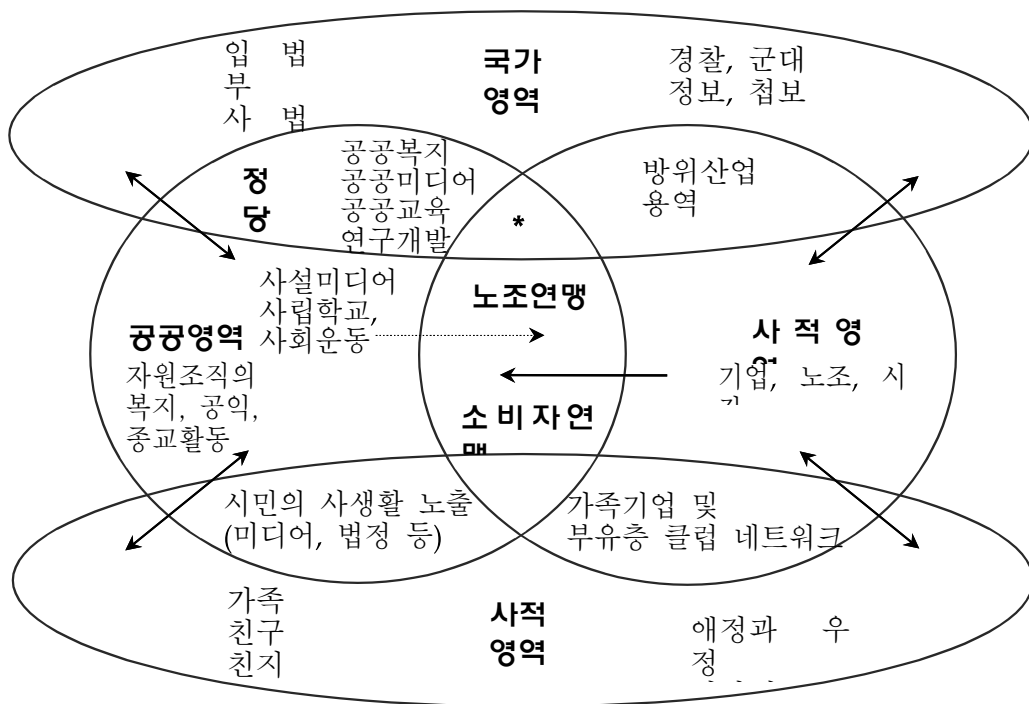 입 법
부
사 법
국가
영역
경찰, 군대
정보, 첩보
정
당
공공복지
공공미디어
공공교육
연구개발
*
방위산업
용역
사설미디어
사립학교,
사회운동
노조연맹
공공영역
자원조직의
복지, 공익,
종교활동
사 적 영
기업, 노조, 시
소 비 자 연
맹
시민의 사생활 노출
(미디어, 법정 등)
가족기업 및
부유층 클럽 네트워크
가족
친구
친지
사적
영역
애정과 우
정